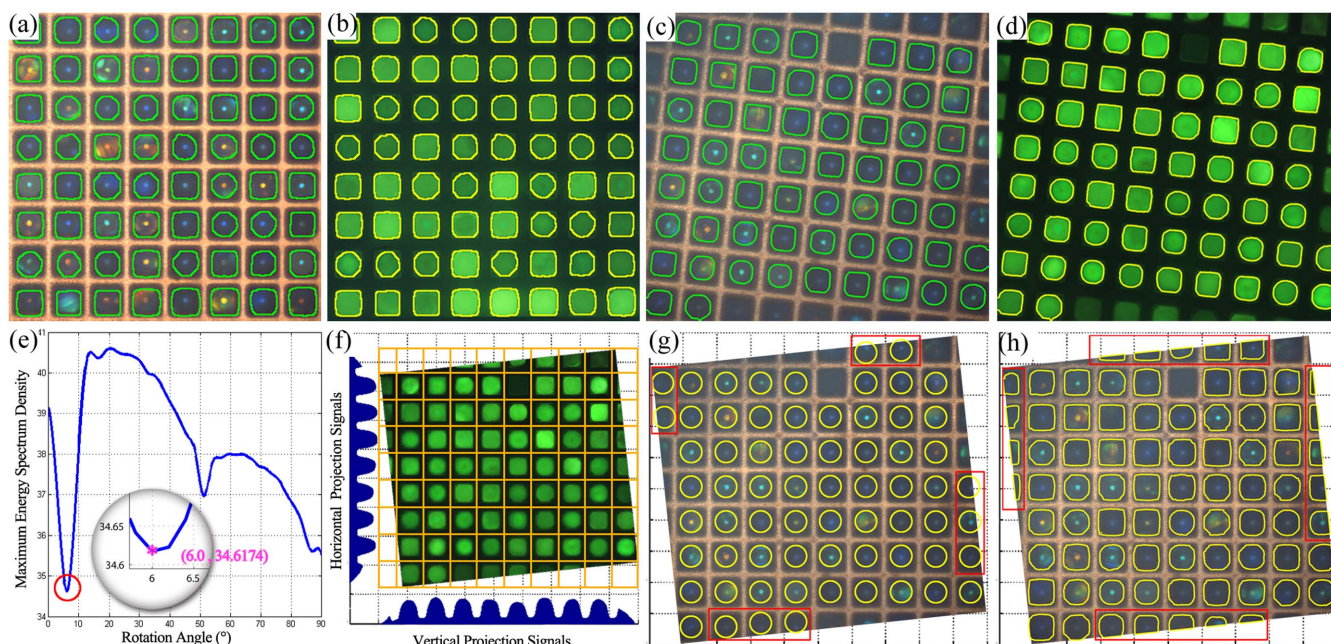 (a)
(b)
(c)
(d)
(e)
41
40
39
38
37
36
35
34
Maximum Energy Spectrum Density
34.65
34.6
6
6.5
(6.0 , 34.6174)
0
10
20
30
40
50
60
70
80
90
Rotation Angle (°)
(f)
Horizontal Projection Signals
Vertical Projection Signals
(g)
(h)